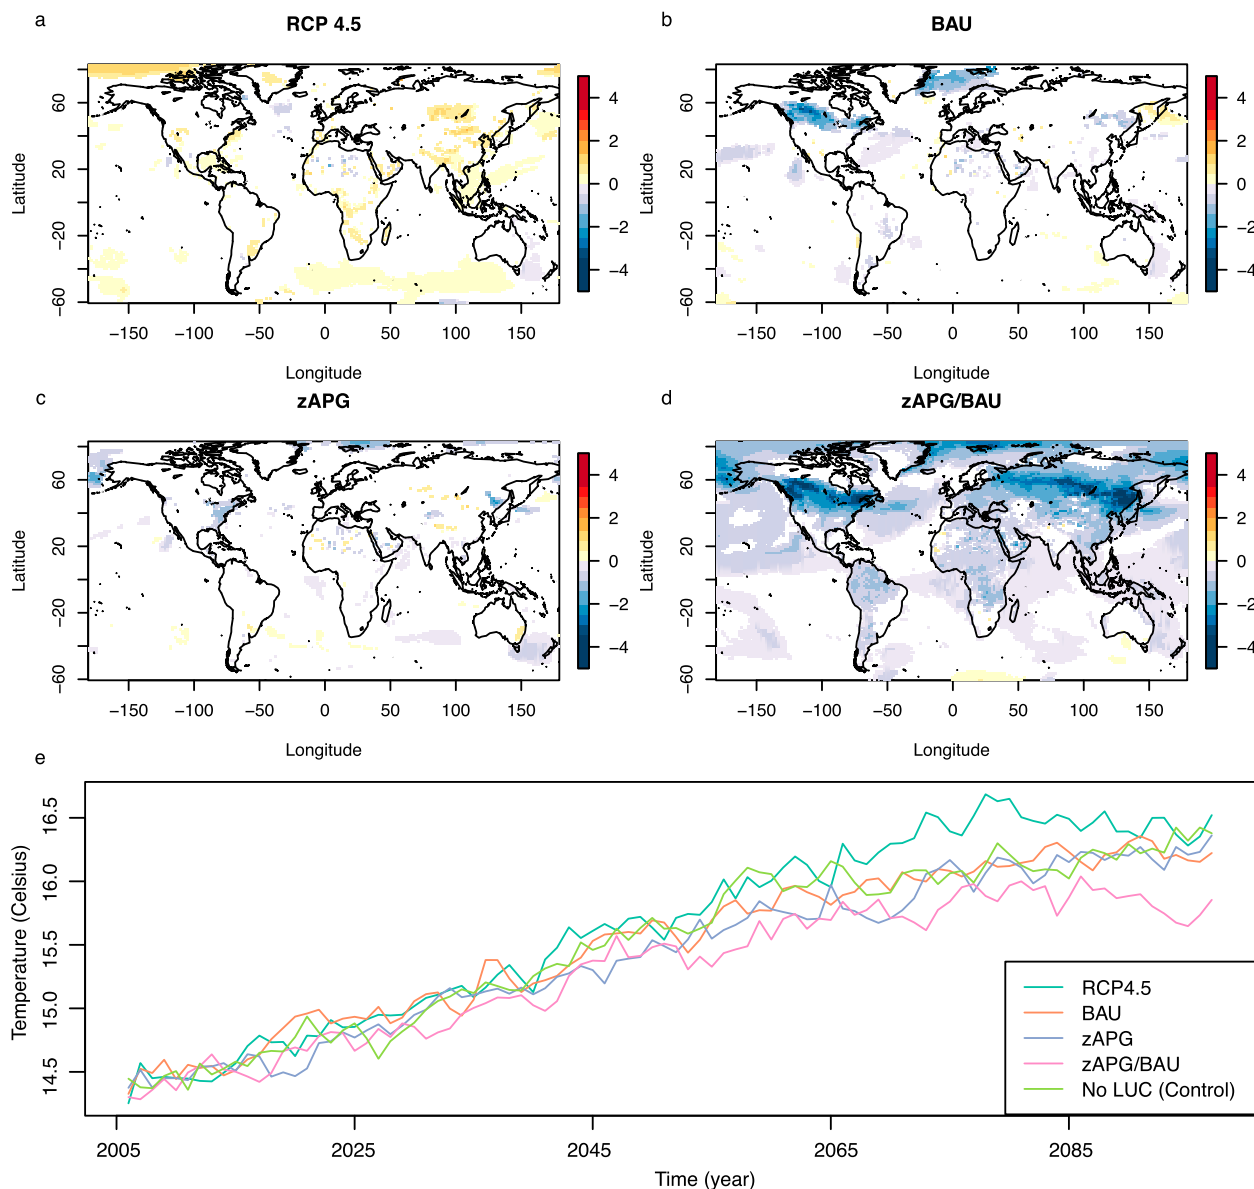 a
RCP 4.5
b
BAU
Latitude
60
20
−20
−60
4
2
0
−2
−4
Latitude
60
20
−20
−60
4
2
0
−2
−4
−150 −100 −50 0 50 100 150
−150 −100 −50 0 50 100 150
Longitude
Longitude
c
zAPG
d
zAPG/BAU
Latitude
60
20
−20
−60
4
2
0
−2
−4
Latitude
60
20
−20
−60
4
2
0
−2
−4
−150 −100 −50 0 50 100 150
−150 −100 −50 0 50 100 150
Longitude
Longitude
e
Temperature (Celsius)
16.5
16.0
15.5
15.0
14.5
RCP4.5
BAU
zAPG
zAPG/BAU
No LUC (Control)
2005 2025 2045 2065 2085
Time (year)